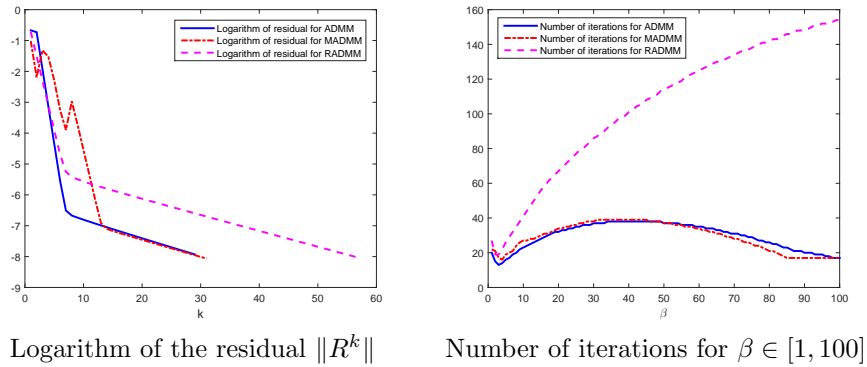 0
-1
-2
-3
-4
-5
-6
-7
-8
-9
0 10 20 30 40 50 60
k
Logarithm of residual for ADMM
Logarithm of residual for MADMM
Logarithm of residual for RADMM
Logarithm of the residual ‖R^k‖
160
140
120
100
80
60
40
20
0
0 10 20 30 40 50 60 70 80 90 100
β
Number of iterations for ADMM
Number of iterations for MADMM
Number of iterations for RADMM
Number of iterations for β ∈ [1, 100]